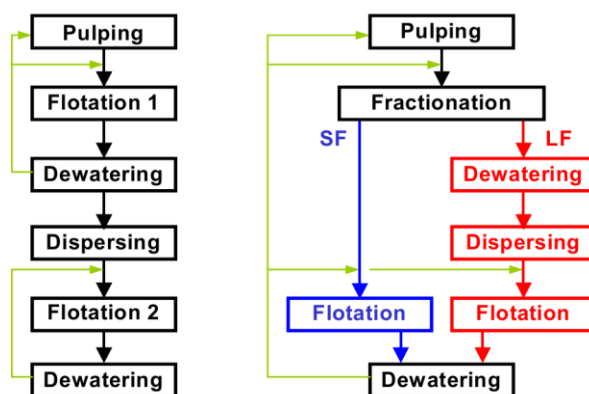 Pulping
Flotation 1
Dewatering
Dispersing
Flotation 2
Dewatering
Pulping
Fractionation
SF
LF
Dewatering
Dispersing
Flotation
Flotation
Dewatering